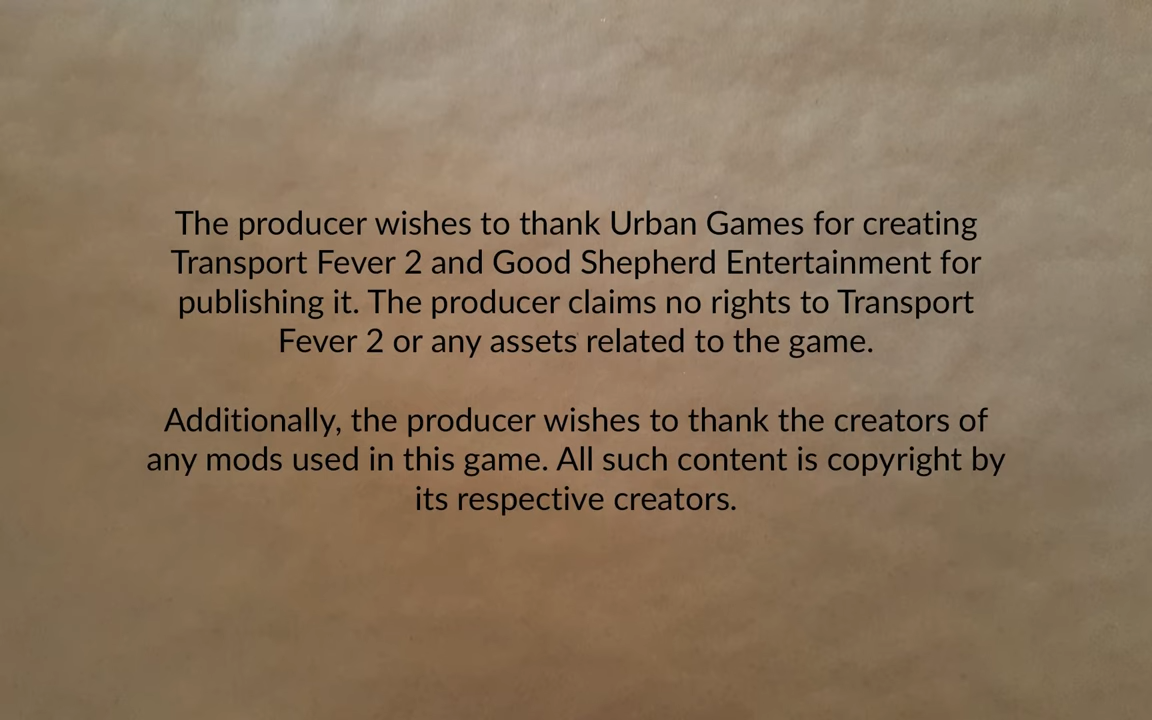 The producer wishes to thank Urban Games for creating
Transport Fever 2 and Good Shepherd Entertainment for
publishing it. The producer claims no rights to Transport
Fever 2 or any assets related to the game.
Additionally, the producer wishes to thank the creators of
any mods used in this game. All such content is copyright by
its respective creators.